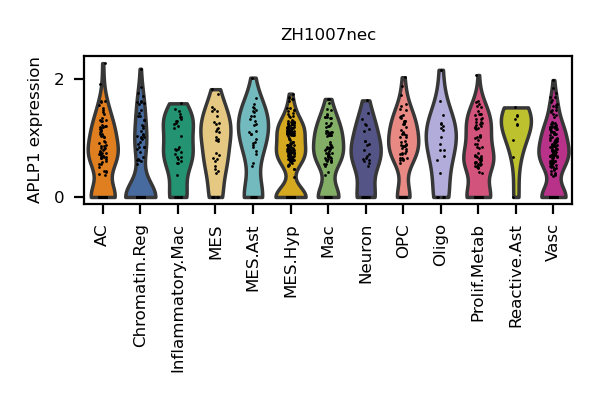 ZH1007nec
APLP1 expression
2
0
AC
Chromatin.Reg
Inflammatory.Mac
MES
MES.Ast
MES.Hyp
Mac
Neuron
OPC
Oligo
Prolif.Metab
Reactive.Ast
Vasc